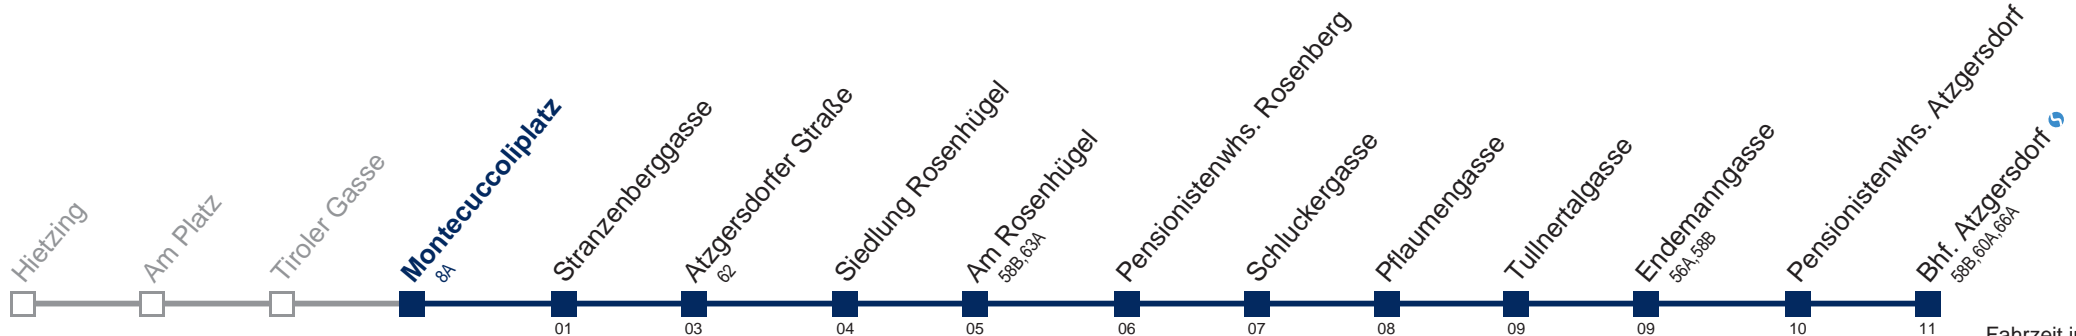 Hietzing
Am Platz
Tiroler Gasse
Montecuccoliplatz
8A
Stranzenberggasse
Atzgersdorfer Straße
62
Siedlung Rosenhügel
Am Rosenhügel
58B,63A
Pensionistenwhs. Rosenberg
Schluckergasse
Pflaumengasse
Tullnertalgasse
Endemanngasse
56A,58B
Pensionistenwhs. Atzgersdorf
Bhf. Atzgersdorf
58B,60A,66A
01 03 04 05 06 07 08 09 09 10 11
Fahrzeit